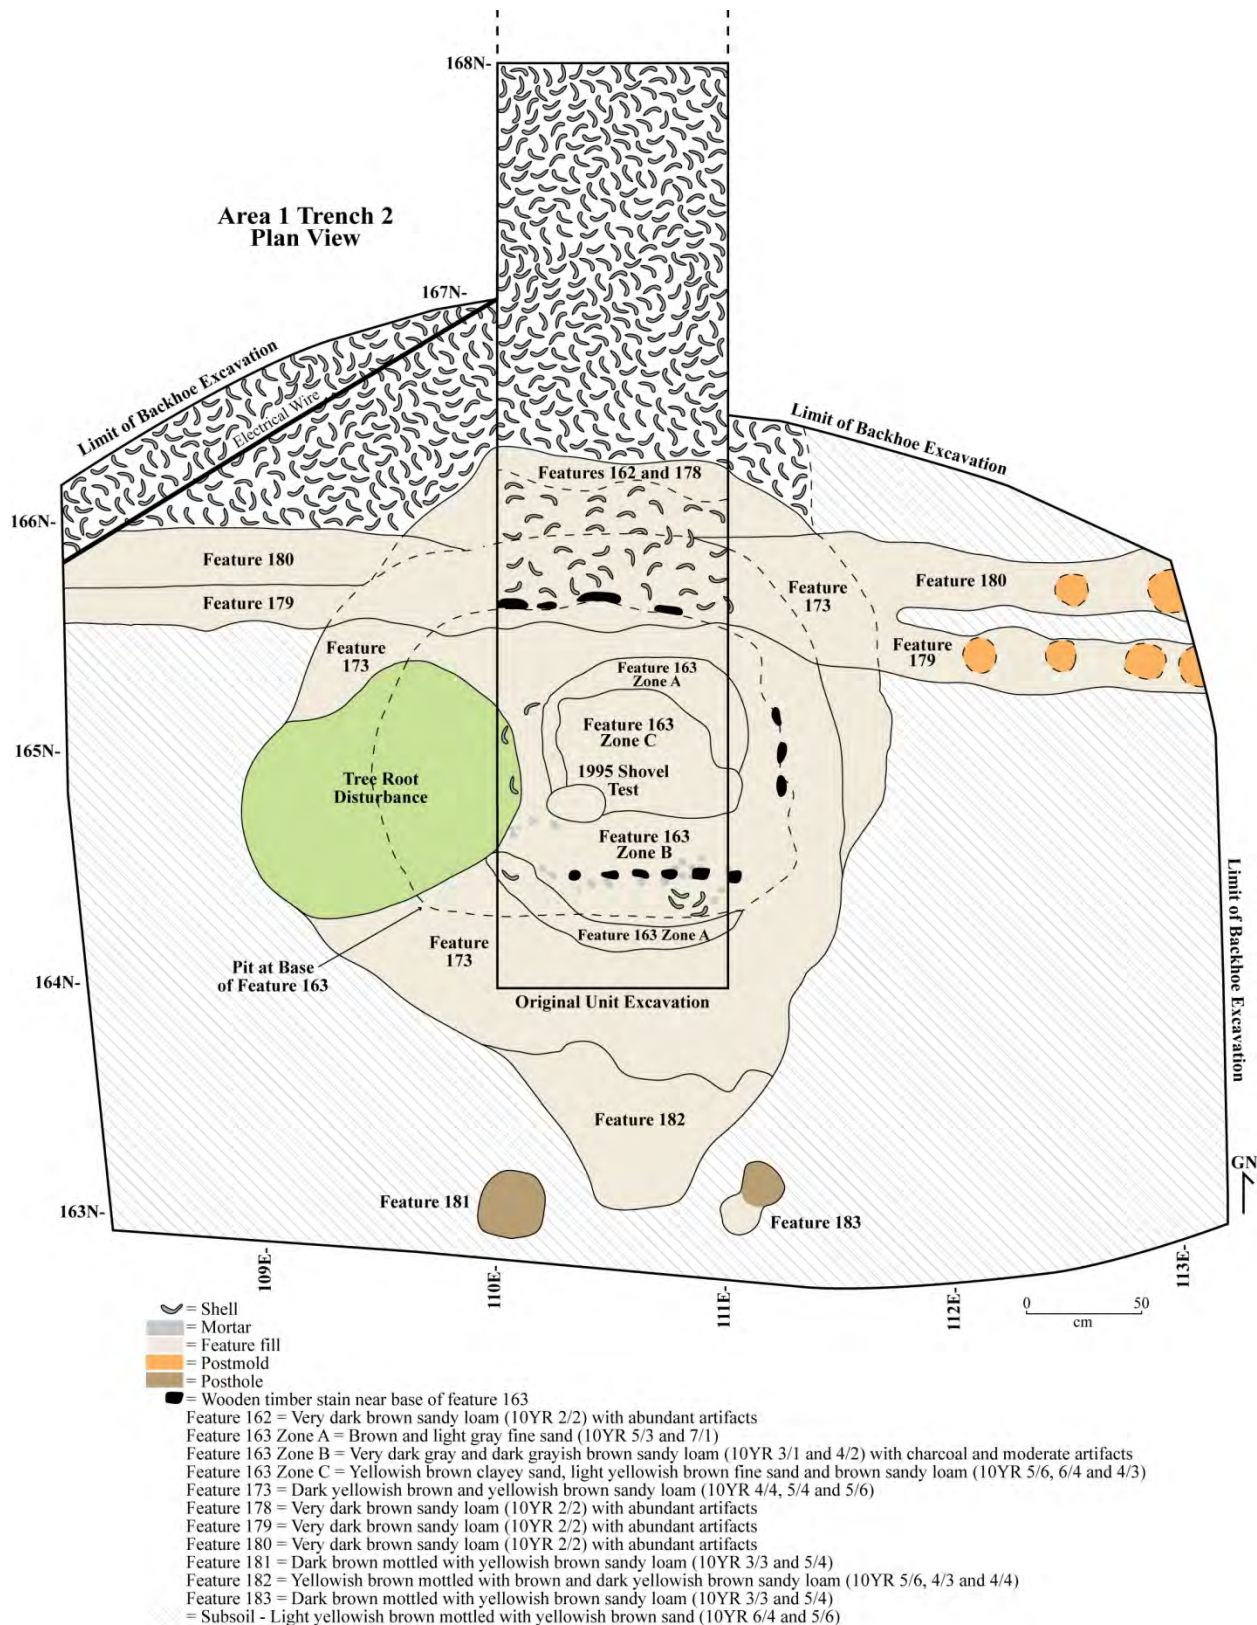 168N-
Area 1 Trench 2
Plan View
167N-
Limit of Backhoe Excavation
Electrical Wire
Limit of Backhoe Excavation
Features 162 and 178
166N-
Feature 180
Feature 180
Feature
173
Feature 179
Feature
179
Feature
173
Feature 163
Zone A
Feature 163
Zone C
165N-
1995 Shovel
Test
Tree Root
Disturbance
Feature 163
Zone B
Feature 163 Zone A
Feature
173
Pit at Base
of Feature 163
164N-
Original Unit Excavation
Limit of Backhoe Excavation
Feature 182
GN
Feature 181
163N-
Feature 183
109E-
110E-
111E-
112E-
113E-
0 50
cm
= Shell
= Mortar
= Feature fill
= Postmold
= Posthole
= Wooden timber stain near base of feature 163
Feature 162 = Very dark brown sandy loam (10YR 2/2) with abundant artifacts
Feature 163 Zone A = Brown and light gray fine sand (10YR 5/3 and 7/1)
Feature 163 Zone B = Very dark gray and dark grayish brown sandy loam (10YR 3/1 and 4/2) with charcoal and moderate artifacts
Feature 163 Zone C = Yellowish brown clayey sand, light yellowish brown fine sand and brown sandy loam (10YR 5/6, 6/4 and 4/3)
Feature 173 = Dark yellowish brown and yellowish brown sandy loam (10YR 4/4, 5/4 and 5/6)
Feature 178 = Very dark brown sandy loam (10YR 2/2) with abundant artifacts
Feature 179 = Very dark brown sandy loam (10YR 2/2) with abundant artifacts
Feature 180 = Very dark brown sandy loam (10YR 2/2) with abundant artifacts
Feature 181 = Dark brown mottled with yellowish brown sandy loam (10YR 3/3 and 5/4)
Feature 182 = Yellowish brown mottled with brown and dark yellowish brown sandy loam (10YR 5/6, 4/3 and 4/4)
Feature 183 = Dark brown mottled with yellowish brown sandy loam (10YR 3/3 and 5/4)
= Subsoil - Light yellowish brown mottled with yellowish brown sand (10YR 6/4 and 5/6)